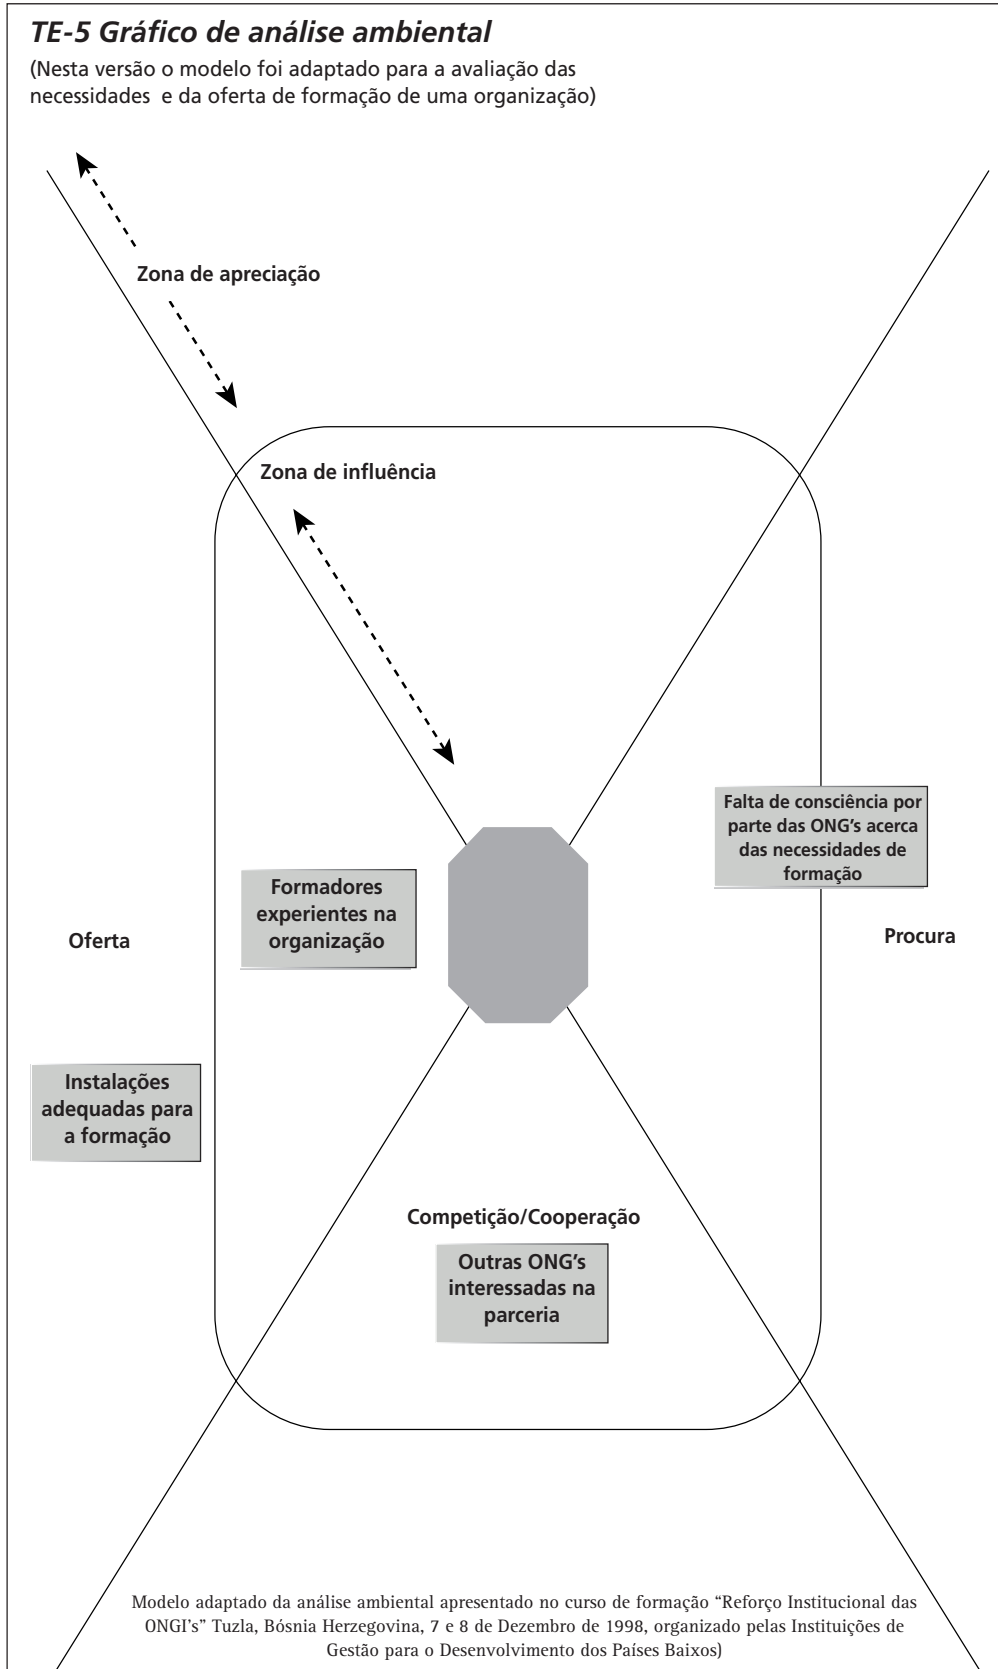 TE-5 Gráfico de análise ambiental
(Nesta versão o modelo foi adaptado para a avaliação das
necessidades e da oferta de formação de uma organização)
Zona de apreciação
Zona de influência
Falta de consciência por
parte das ONG's acerca
das necessidades de
formação
Formadores
experientes na
organização
Oferta
Procura
Instalações
adequadas para
a formação
Competição/Cooperação
Outras ONG's
interessadas na
parceria
Modelo adaptado da análise ambiental apresentado no curso de formação “Reforço Institucional das
ONGI's” Tuzla, Bósnia Herzegovina, 7 e 8 de Dezembro de 1998, organizado pelas Instituições de
Gestão para o Desenvolvimento dos Países Baixos)